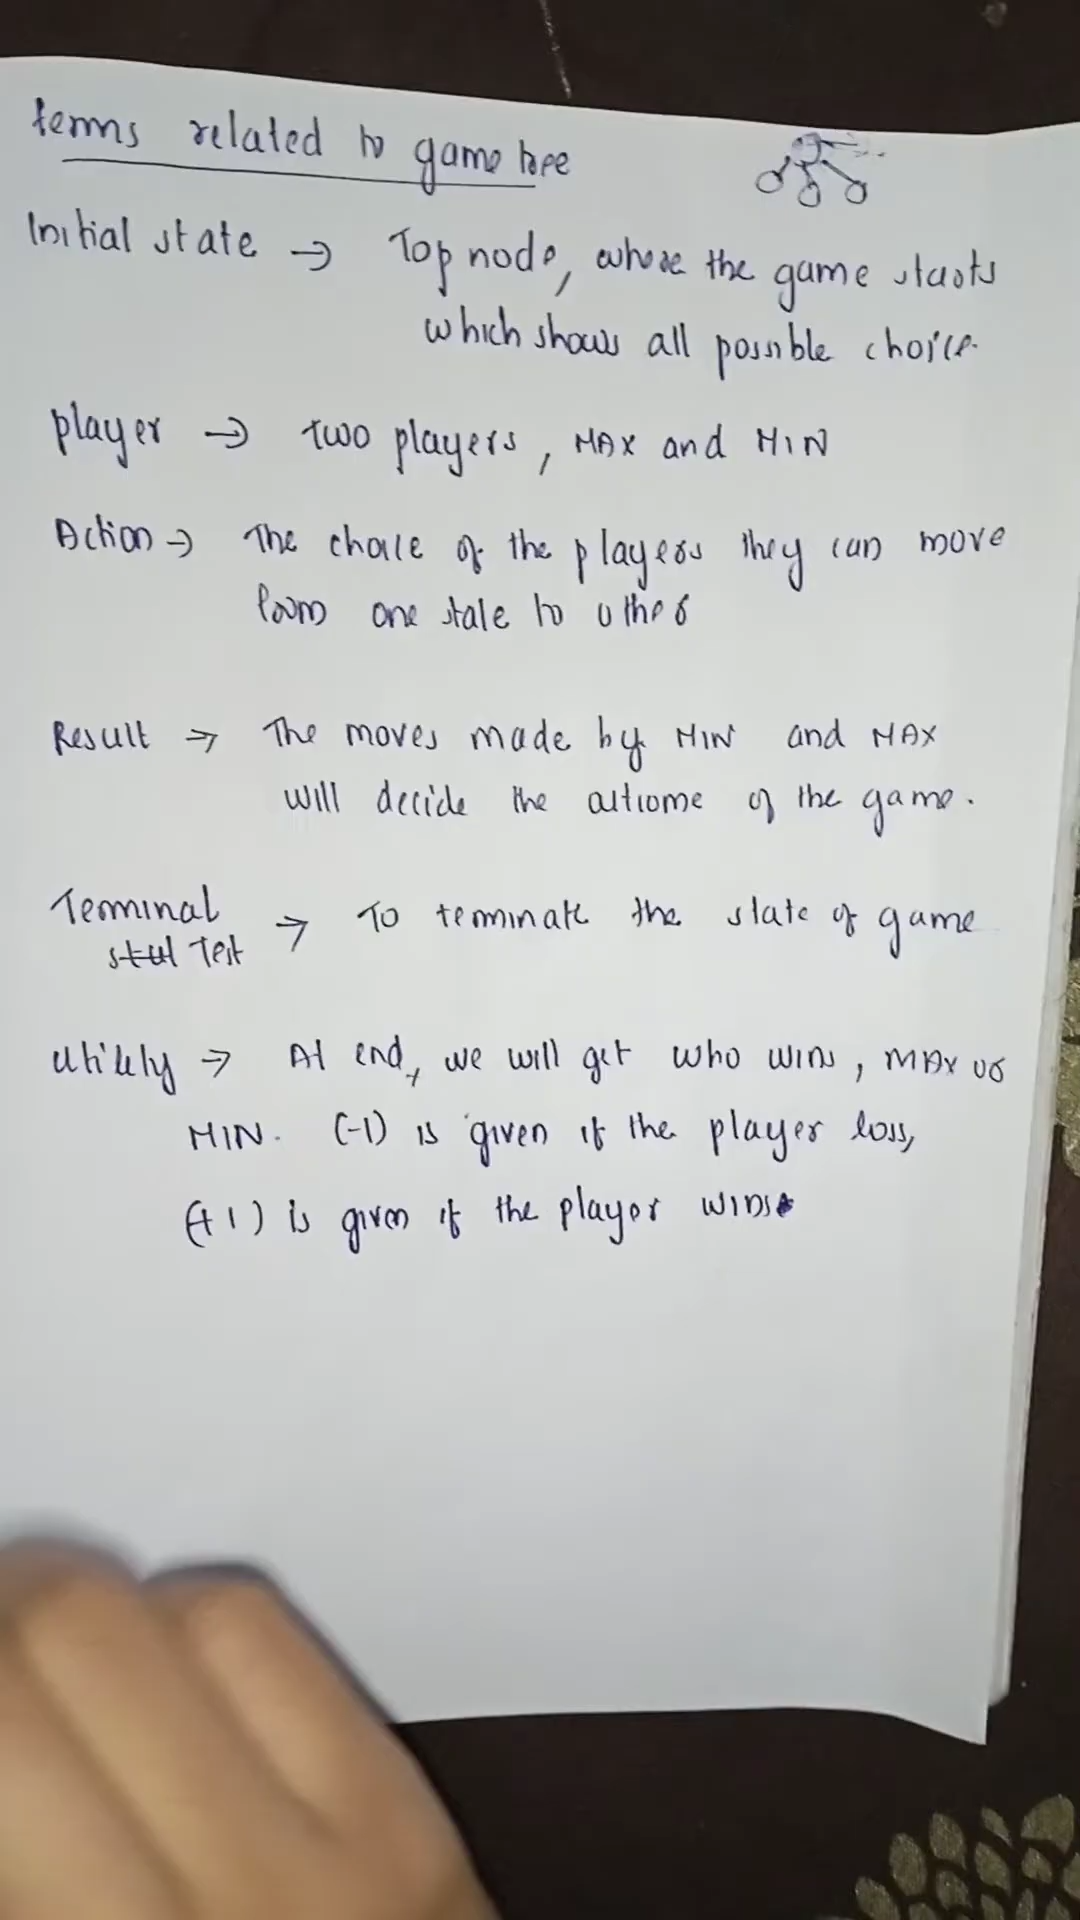 terms related to game tree
Initial state → Top node, where the game starts
which shows all possible choice.
player → two players, MAX and MIN
Action → The choice of the players they can move
from one state to other
Result → The moves made by MIN and MAX
will decide the outcome of the game.
Terminal → To terminate the state of game
Test
Utility → At end, we will get who wins, MAX or
MIN. (-1) is given if the player loss,
(+1) is given if the player wins